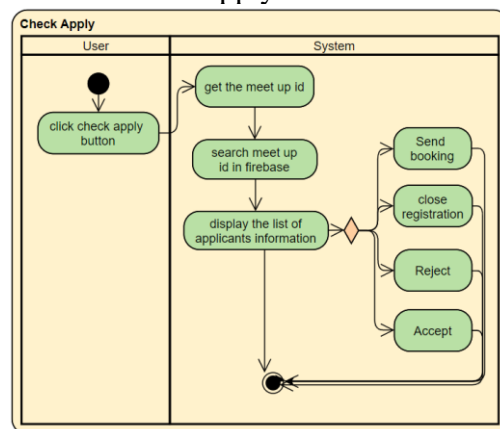 Check Apply
User
System
click check apply
button
get the meet up id
search meet up
id in firebase
display the list of
applicants information
Send
booking
close
registration
Reject
Accept